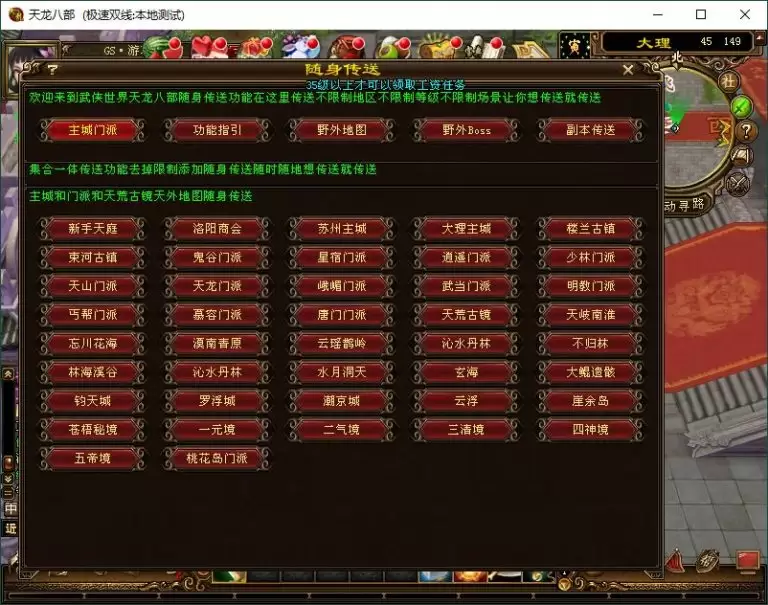 天龙八部 (极速双线:本地测试)
GS·游
寅
大理 45 149
北
社
随身传送
35级以上才可以领取工资任务
欢迎来到武侠世界天龙八部随身传送功能在这里传送不限制地区不限制等级不限制场景让你想传送就传送
主城门派 功能指引 野外地图 野外Boss 副本传送
动寻路
集合一体传送功能去掉限制添加随身传送随时随地想传送就传送
主城和门派和天荒古镜天外地图随身传送
新手天庭 洛阳商会 苏州主城 大理主城 楼兰古镇
束河古镇 鬼谷门派 星宿门派 逍遥门派 少林门派
天山门派 天龙门派 峨嵋门派 武当门派 明教门派
丐帮门派 慕容门派 唐门门派 天荒古镜 天岐南淮
忘川花海 漠南青原 云瑶鹊岭 沁水丹林 不归林
林海溪谷 沁水丹林 水月洞天 玄海 大鲲遗骸
钧天城 罗浮城 潮京城 云浮 崖余岛
苍梧秘境 一元境 二气境 三清境 四神境
五帝境 桃花岛门派
中
近